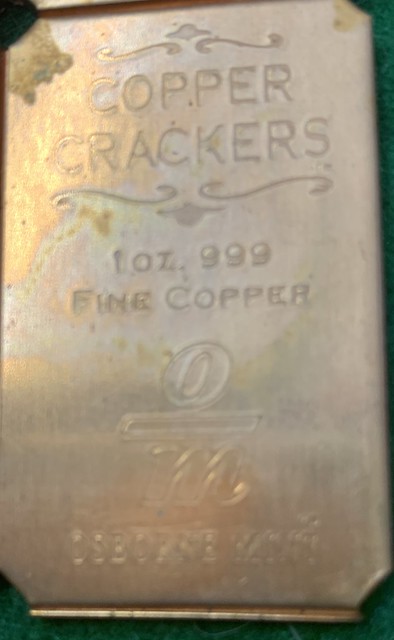 COPPER
CRACKERS
1 OZ. .999
FINE COPPER
O
m
OSBORNE MINT